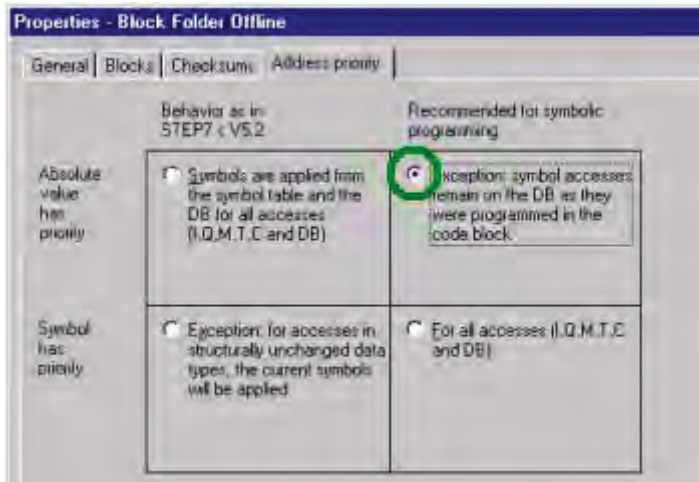 Properties - Block Folder Offline
General
Blocks
Checksums
Address priority
Behavior as in:
STEP7 < V5.2
Recommended for symbolic
programming
Absolute
value
has
priority
Symbols are applied from
the symbol table and the
DB for all accesses
(I,Q,M,T,C and DB)
Exception: symbol accesses
remain on the DB as they
were programmed in the
code block
Symbol
has
priority
Exception: for accesses in
structurally unchanged data
types, the current symbols
will be applied
For all accesses (I,Q,M,T,C
and DB)